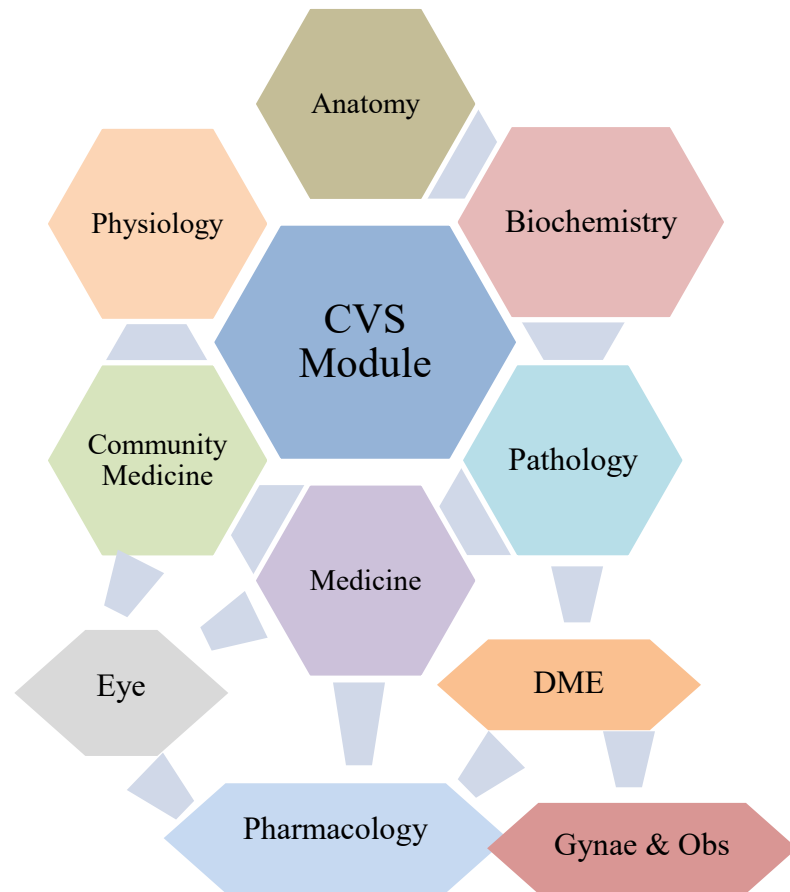 Anatomy
Physiology
Biochemistry
CVS
Module
Community
Medicine
Pathology
Medicine
Eye
DME
Pharmacology
Gynae & Obs